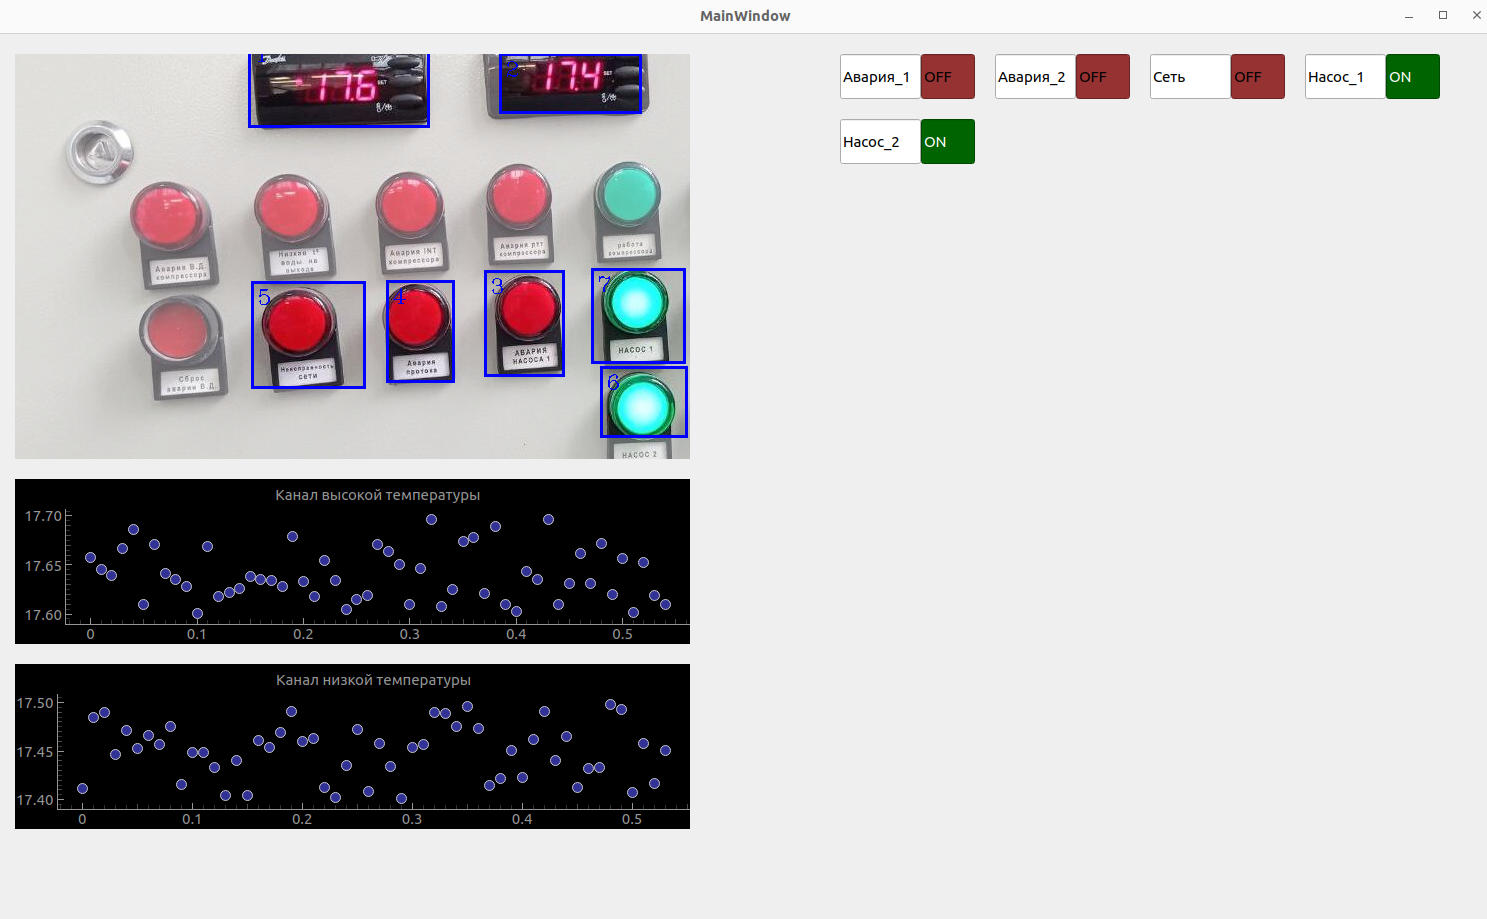 MainWindow
Danfoss
17.6
SET
2
17.4
SET
Авария В.Д.
компрессора
Низкая t°
воды на
выходе
Авария INT
компрессора
Авария ртт
компрессора
работа
компрессора
5
4
3
7
Сброс
аварии В.Д.
Неисправность
сети
Авария
протока
АВАРИЯ
НАСОСА 1
НАСОС 1
6
НАСОС 2
Авария_1 OFF
Авария_2 OFF
Сеть OFF
Насос_1 ON
Насос_2 ON
Канал высокой температуры
17.70
17.65
17.60
0 0.1 0.2 0.3 0.4 0.5
Канал низкой температуры
17.50
17.45
17.40
0 0.1 0.2 0.3 0.4 0.5